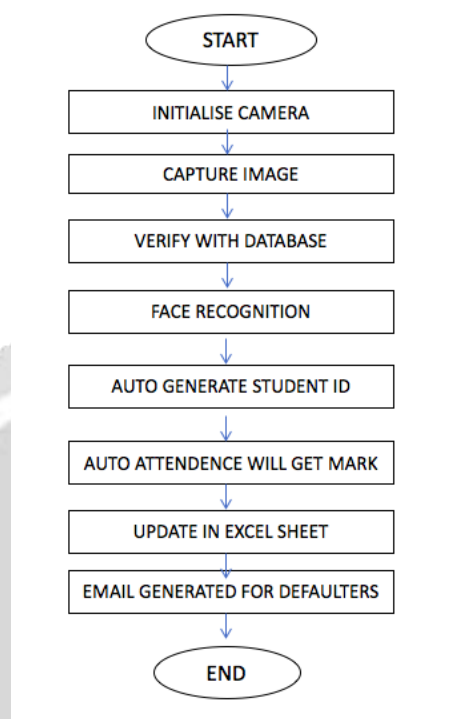 START
INITIALISE CAMERA
CAPTURE IMAGE
VERIFY WITH DATABASE
FACE RECOGNITION
AUTO GENERATE STUDENT ID
AUTO ATTENDENCE WILL GET MARK
UPDATE IN EXCEL SHEET
EMAIL GENERATED FOR DEFAULTERS
END